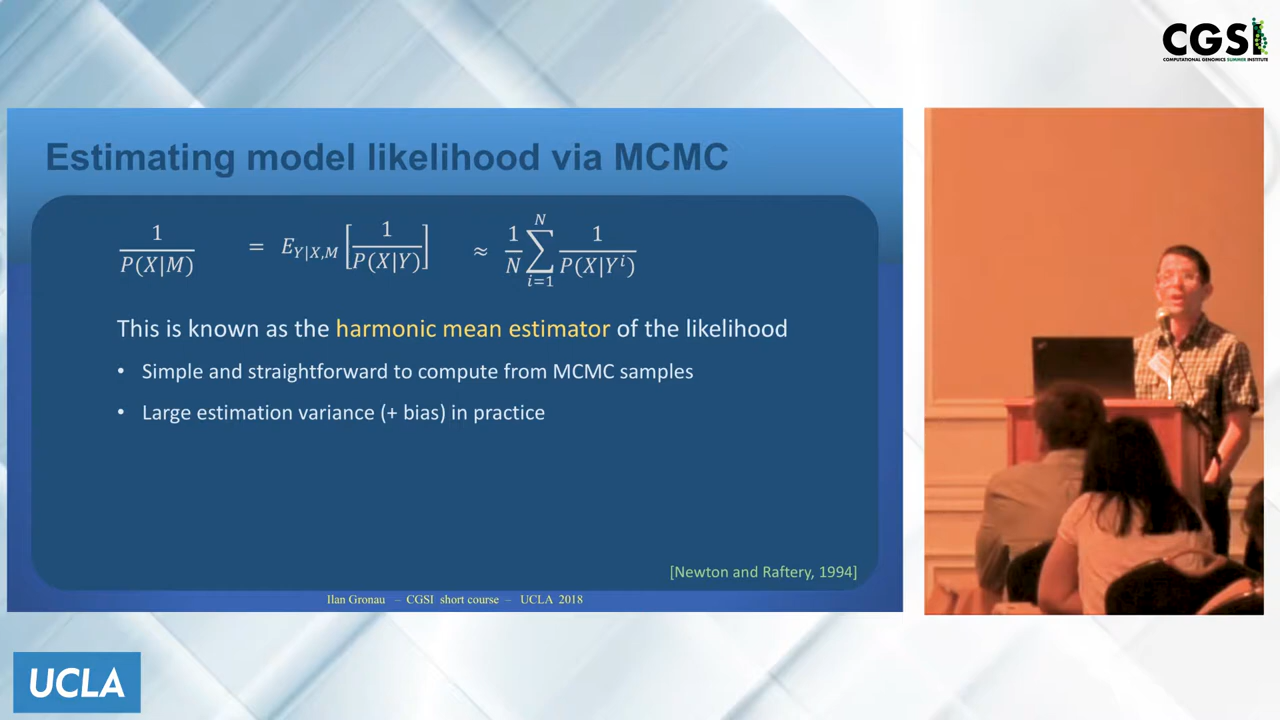 CGSI
COMPUTATIONAL GENOMICS SUMMER INSTITUTE
Estimating model likelihood via MCMC
1/P(X|M) = E_{Y|X,M} [1/P(X|Y)] ≈ 1/N ∑_{i=1}^{N} 1/P(X|Y^i)
This is known as the harmonic mean estimator of the likelihood
• Simple and straightforward to compute from MCMC samples
• Large estimation variance (+ bias) in practice
[Newton and Raftery, 1994]
Ilan Gronau – CGSI short course – UCLA 2018
UCLA